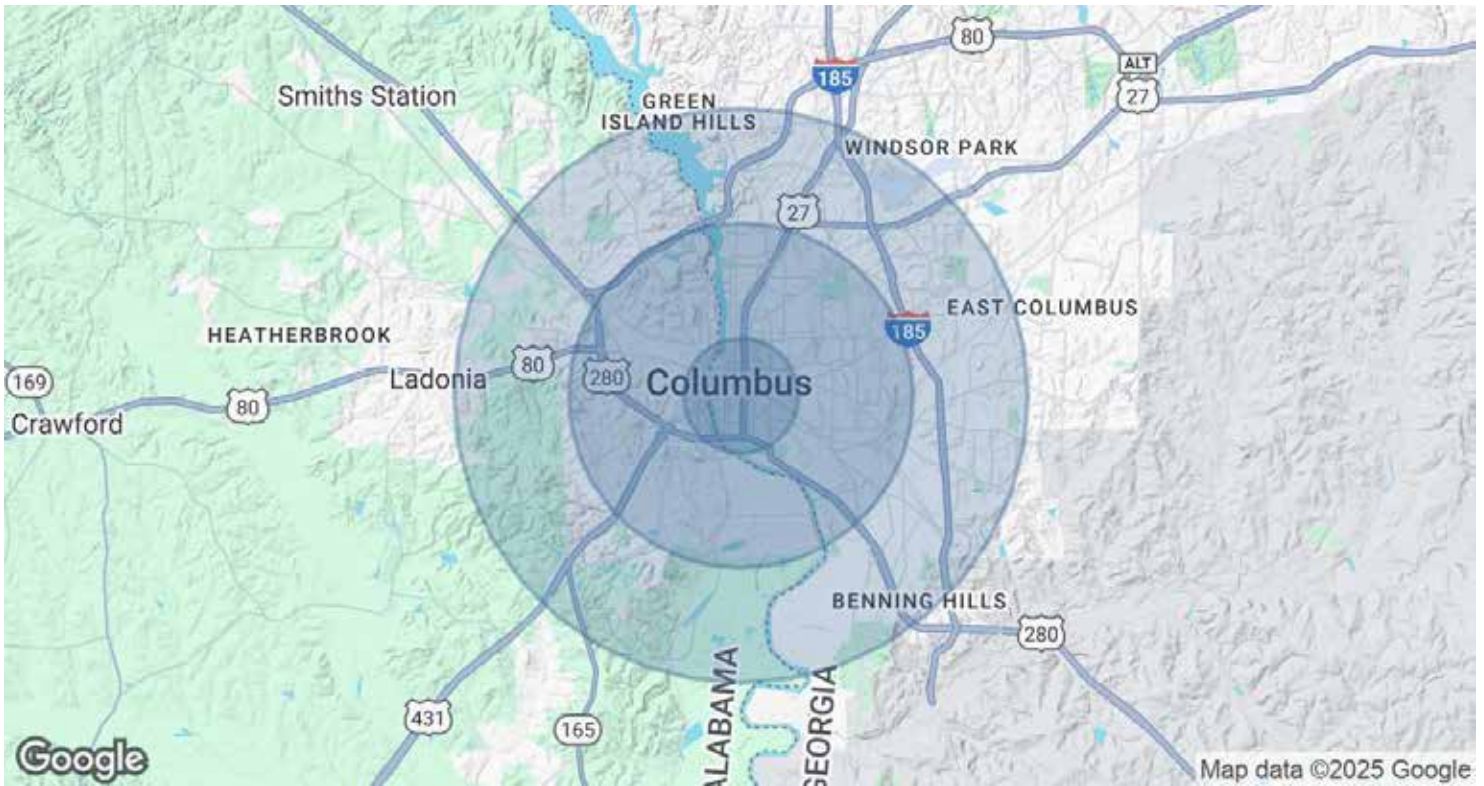 80
ALT
27
185
Smiths Station
GREEN
ISLAND HILLS
WINDSOR PARK
27
EAST COLUMBUS
185
HEATHERBROOK
80
Ladonia
280
Columbus
169
80
Crawford
BENNING HILLS
280
431
165
ALABAMA
GEORGIA
Google
Map data ©2025 Google